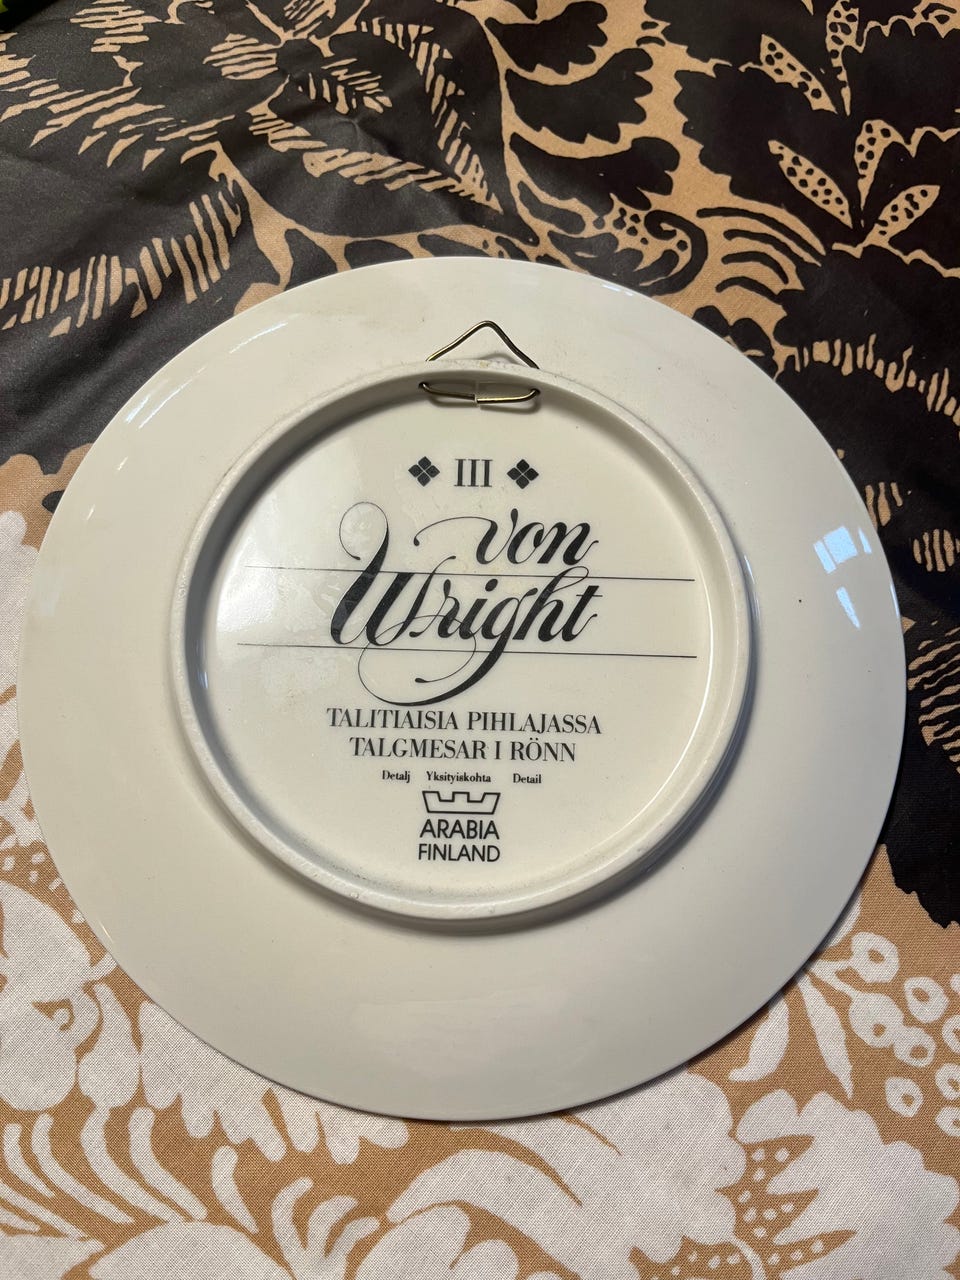 III
von
Wright
TALITIAISIA PIHLAJASSA
TALGMESAR I RÖNN
Detalj Yksityiskohta Detail
ARABIA
FINLAND